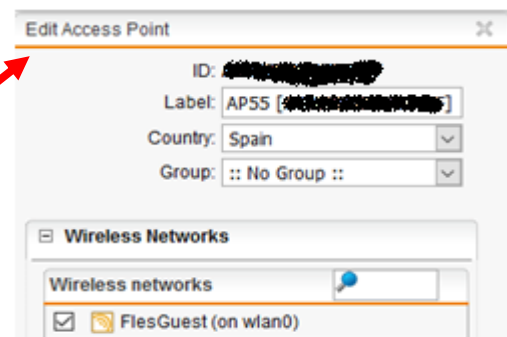 Edit Access Point
ID:
Label: AP55 [ ]
Country: Spain
Group: :: No Group ::
Wireless Networks
Wireless networks
FlesGuest (on wlan0)